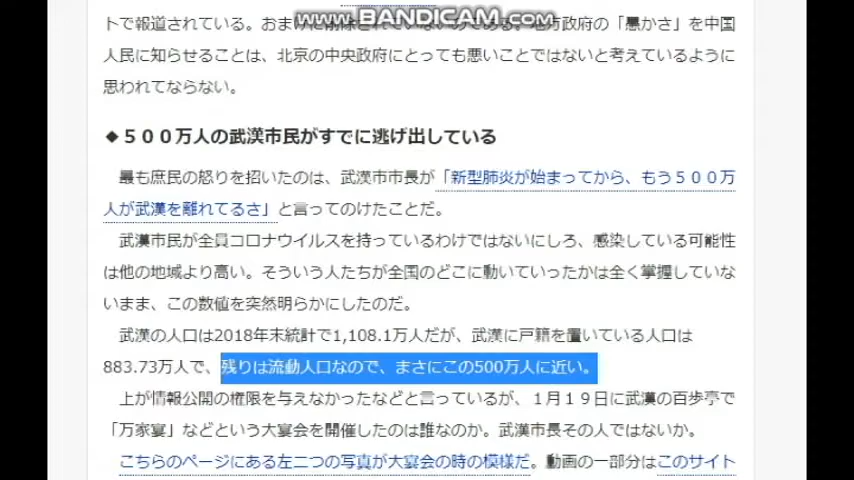 www.BANDICAM.com
トで報道されている。おまけに削除されていないのである。地方政府の「愚かさ」を中国
人民に知らせることは、北京の中央政府にとっても悪いことではないと考えているように
思われてならない。
◆５００万人の武漢市民がすでに逃げ出している
最も庶民の怒りを招いたのは、武漢市市長が「新型肺炎が始まってから、もう５００万
人が武漢を離れてるさ」と言ってのけたことだ。
武漢市民が全員コロナウイルスを持っているわけではないにしろ、感染している可能性
は他の地域より高い。そういう人たちが全国のどこに動いていったかは全く掌握していな
いまま、この数値を突然明らかにしたのだ。
武漢の人口は2018年末統計で1,108.1万人だが、武漢に戸籍を置いている人口は
883.73万人で、残りは流動人口なので、まさにこの500万人に近い。
上が情報公開の権限を与えなかったなどと言っているが、１月１９日に武漢の百歩亭で
「万家宴」などという大宴会を開催したのは誰なのか。武漢市長その人ではないか。
こちらのページにある左二つの写真が大宴会の時の模様だ。動画の一部分はこのサイト